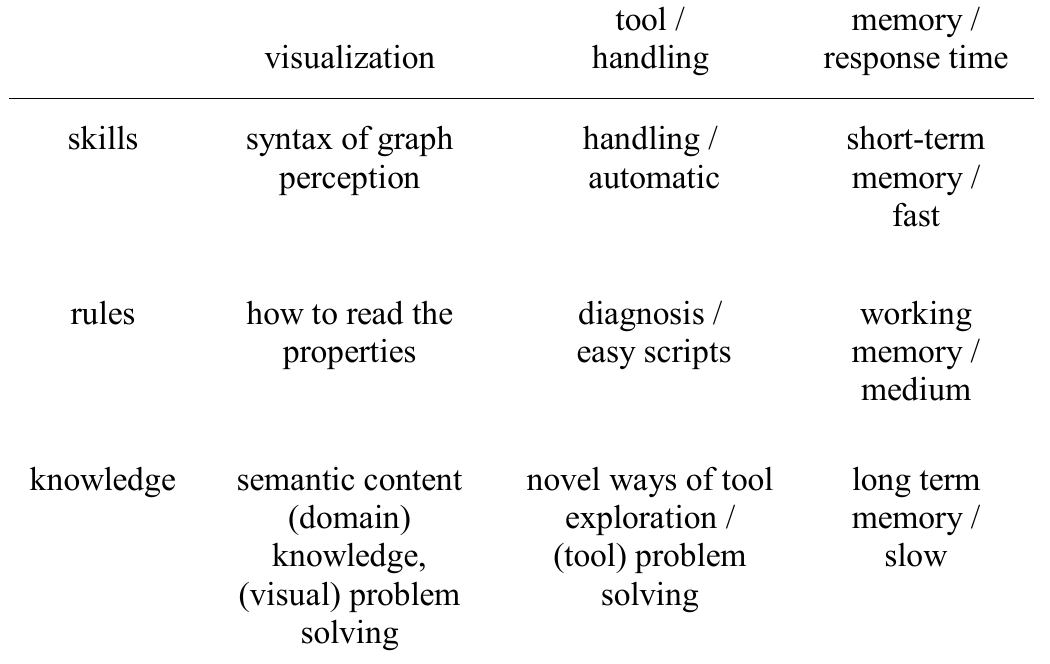 visualization
tool /
handling
memory /
response time
skills
syntax of graph
perception
handling /
automatic
short-term
memory /
fast
rules
how to read the
properties
diagnosis /
easy scripts
working
memory /
medium
knowledge
semantic content
(domain)
knowledge,
(visual) problem
solving
novel ways of tool
exploration /
(tool) problem
solving
long term
memory /
slow